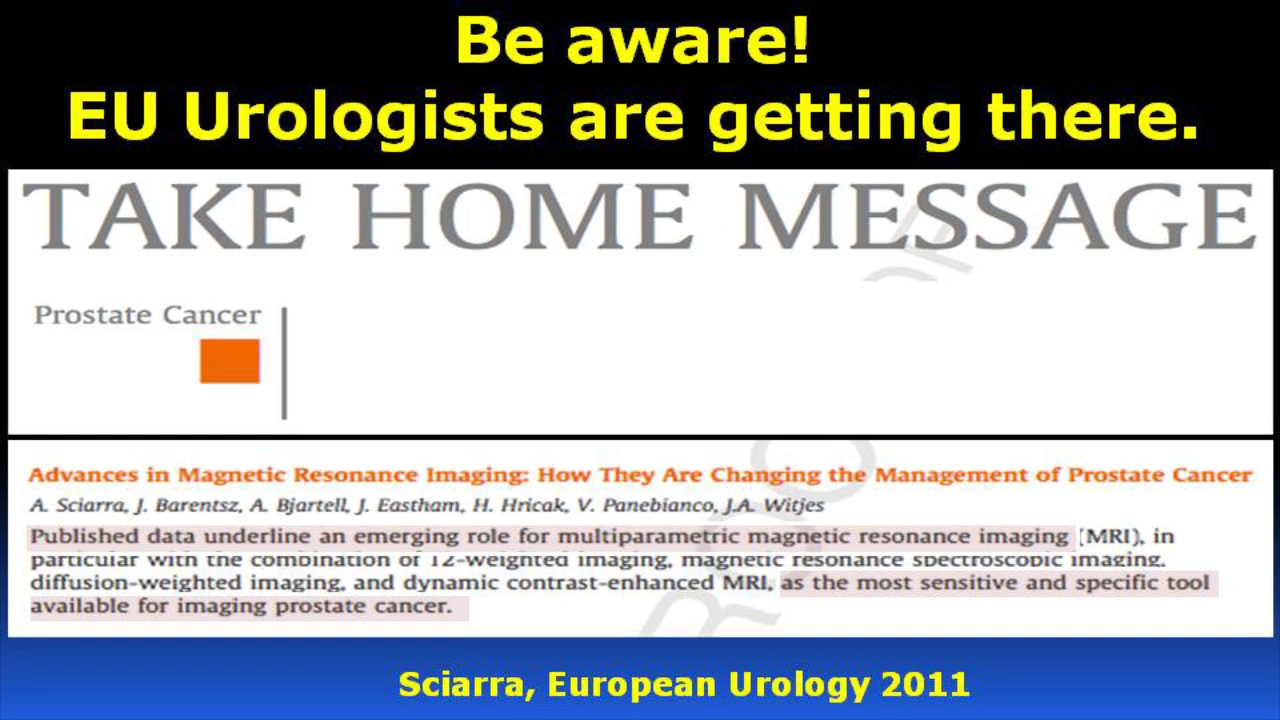 Be aware!
EU Urologists are getting there.
TAKE HOME MESSAGE
Prostate Cancer
Advances in Magnetic Resonance Imaging: How They Are Changing the Management of Prostate Cancer
A. Sciarra, J. Barentsz, A. Bjartell, J. Eastham, H. Hricak, V. Panebianco, J.A. Witjes
Published data underline an emerging role for multiparametric magnetic resonance imaging (MRI), in
particular with the combination of T2-weighted imaging, magnetic resonance spectroscopic imaging,
diffusion-weighted imaging, and dynamic contrast-enhanced MRI, as the most sensitive and specific tool
available for imaging prostate cancer.
Sciarra, European Urology 2011